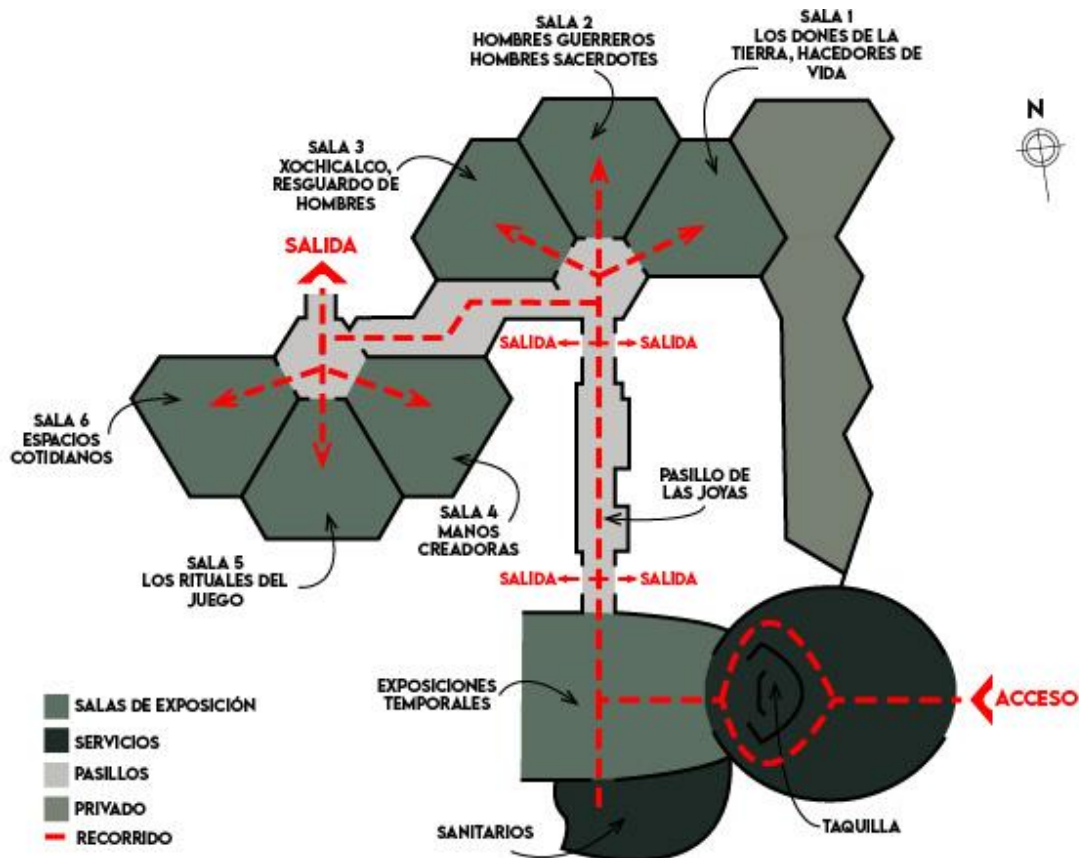 SALA 1
LOS DONES DE LA
TIERRA, HACEDORES DE
VIDA
SALA 2
HOMBRES GUERREROS
HOMBRES SACERDOTES
N
SALA 3
XOCHICALCO,
RESGUARDO DE
HOMBRES
SALIDA
SALIDA
SALIDA
SALA 6
ESPACIOS
COTIDIANOS
PASILLO DE
LAS JOYAS
SALA 4
MANOS
CREADORAS
SALA 5
LOS RITUALES DEL
JUEGO
SALIDA
SALIDA
EXPOSICIONES
TEMPORALES
ACCESO
SALAS DE EXPOSICIÓN
SERVICIOS
PASILLOS
PRIVADO
RECORRIDO
SANITARIOS
TAQUILLA